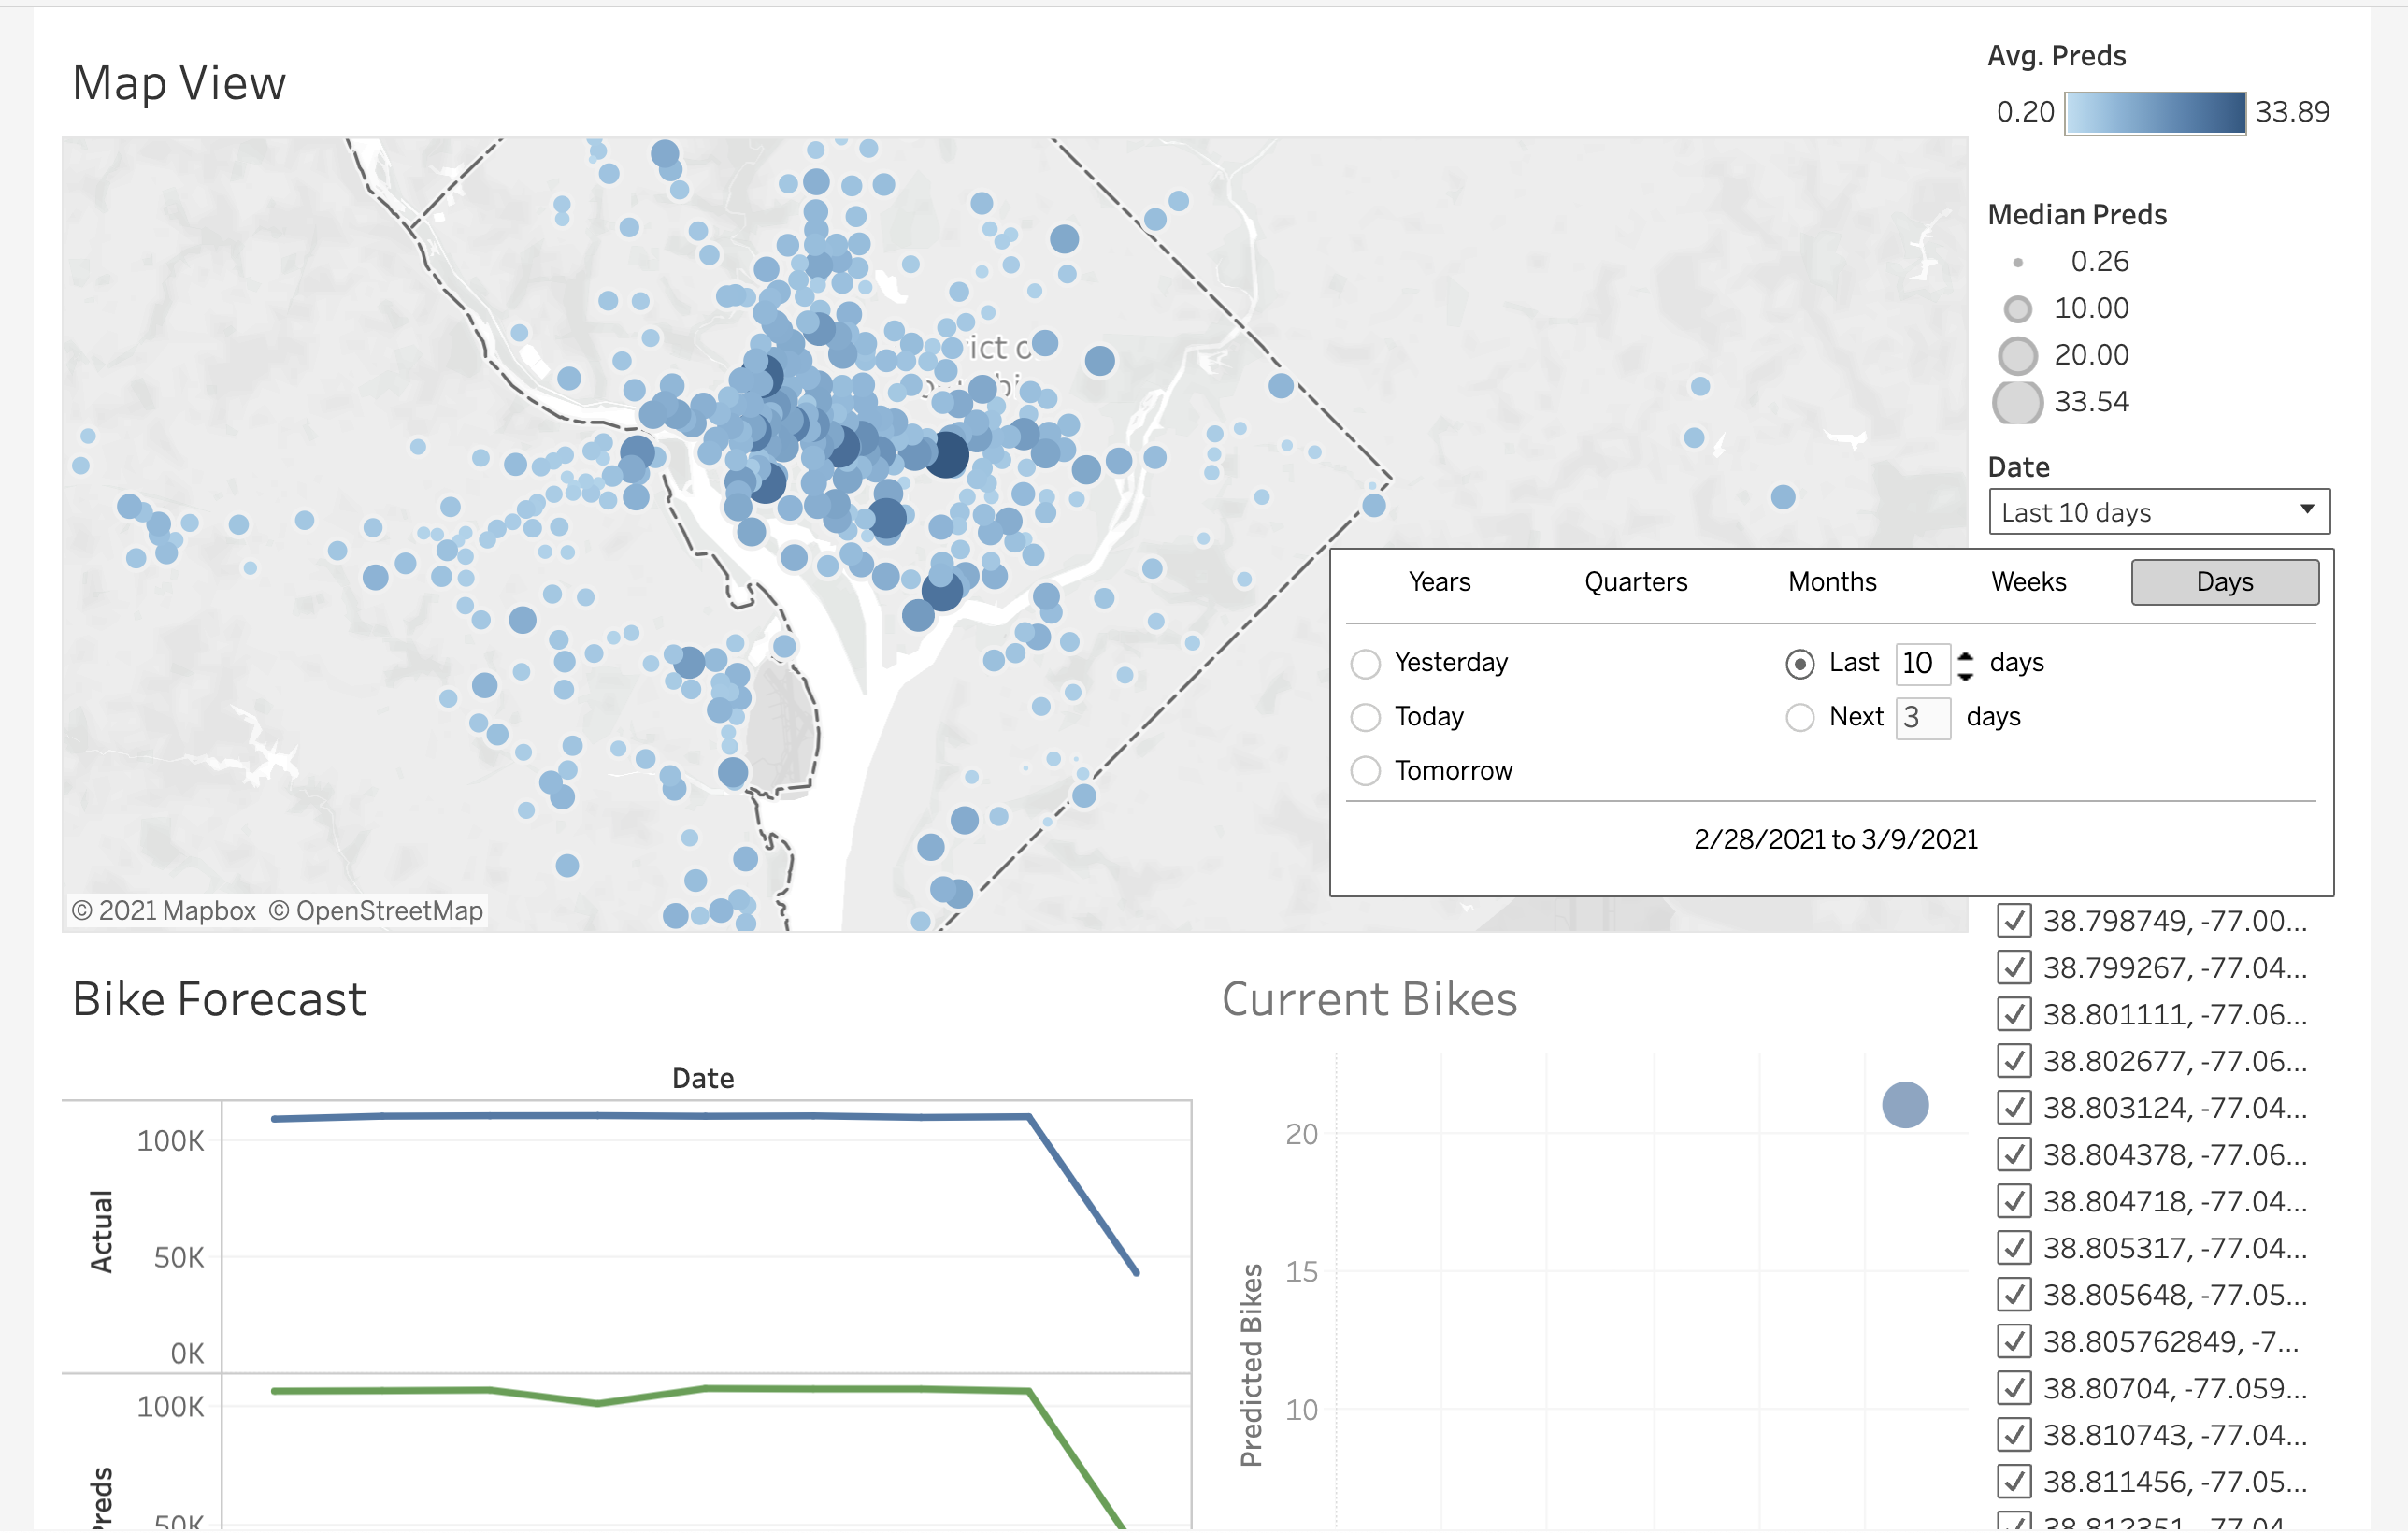 Map View
Avg. Preds
0.20 33.89
Median Preds
0.26
10.00
20.00
33.54
Date
Last 10 days
Years Quarters Months Weeks Days
Yesterday Last 10 days
Today Next 3 days
Tomorrow
2/28/2021 to 3/9/2021
ict o
© 2021 Mapbox © OpenStreetMap
38.798749, -77.00...
38.799267, -77.04...
38.801111, -77.06...
38.802677, -77.06...
38.803124, -77.04...
38.804378, -77.06...
38.804718, -77.04...
38.805317, -77.04...
38.805648, -77.05...
38.805762849, -7...
38.80704, -77.059...
38.810743, -77.04...
38.811456, -77.05...
38.812351, -77.04...
Bike Forecast
Date
Actual
100K
50K
0K
Preds
100K
50K
Current Bikes
Predicted Bikes
20
15
10